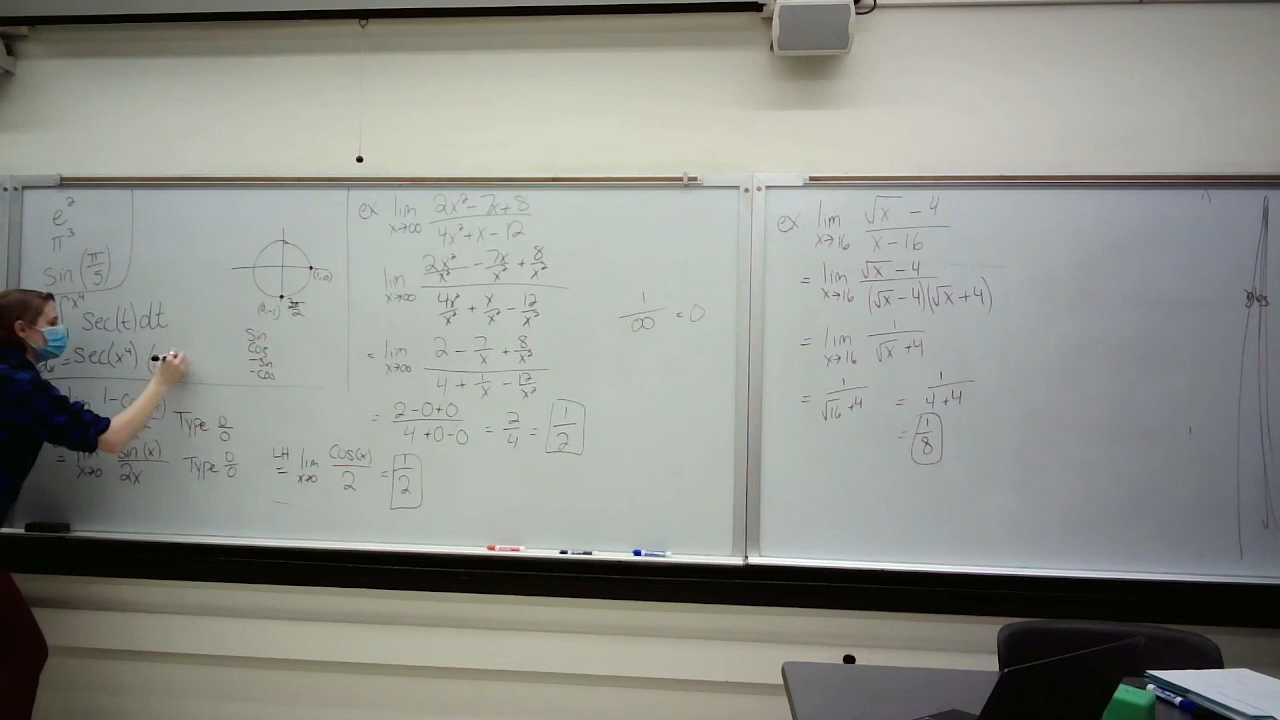 e^2
π^3
sin(π/5)
x^4
Sec(t)dt
= Sec(x^4) (
(1,0)
(0,-1) 3π/2
Sin
Cos
-Sin
-Cos
Type 0/0
= lim x→0 sin(x)/2x Type 0/0 LH = lim x→0 Cos(x)/2 = 1/2
ex lim x→∞ (2x^2 - 7x + 8)/(4x^2 + x - 12)
lim x→∞ (2x^2/x^2 - 7x/x^2 + 8/x^2)/(4x^2/x^2 + x/x^2 - 12/x^2)
= lim x→∞ (2 - 7/x + 8/x^2)/(4 + 1/x - 12/x^2)
= (2-0+0)/(4+0-0) = 2/4 = 1/2
1/∞ = 0
ex lim x→16 (√x - 4)/(x - 16)
= lim x→16 (√x - 4)/((√x - 4)(√x + 4))
= lim x→16 1/(√x + 4)
= 1/(√16 + 4) = 1/(4+4)
= 1/8